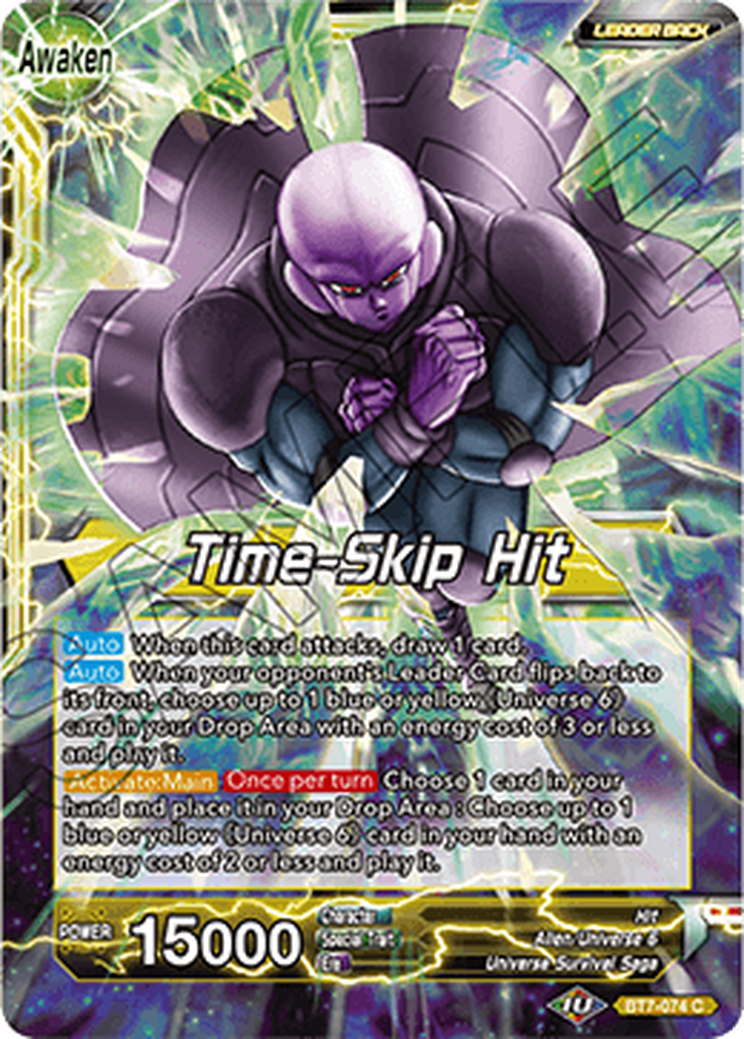 Awaken
LEADER BACK
Time-Skip Hit
Auto When this card attacks, draw 1 card.
Auto When your opponent's Leader Card flips back to
its front, choose up to 1 blue or yellow 《Universe 6》
card in your Drop Area with an energy cost of 3 or less
and play it.
Activate: Main Once per turn Choose 1 card in your
hand and place it in your Drop Area : Choose up to 1
blue or yellow 《Universe 6》 card in your hand with an
energy cost of 2 or less and play it.
POWER 15000
Character Hit
Special Trait Alien/Universe 6
Era Universe Survival Saga
IU BT7-074 C